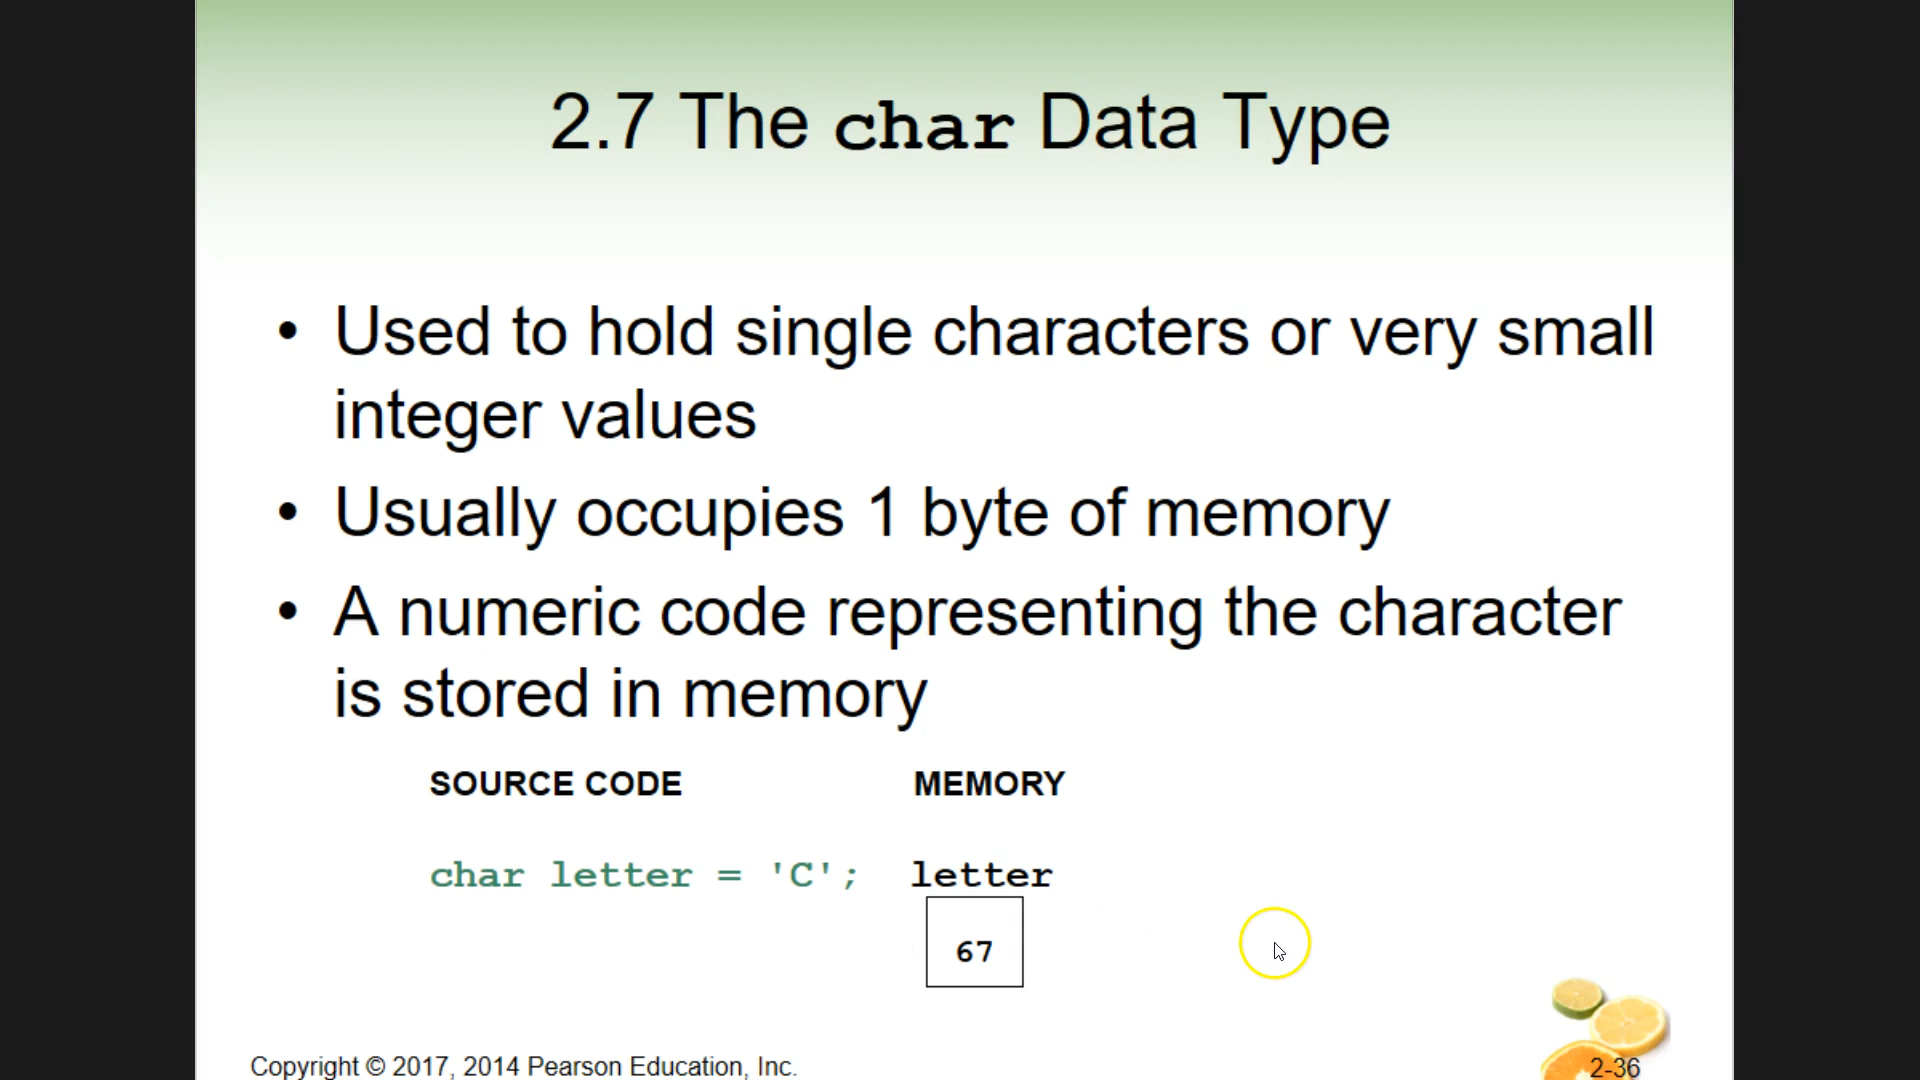 2.7 The char Data Type
• Used to hold single characters or very small
integer values
• Usually occupies 1 byte of memory
• A numeric code representing the character
is stored in memory
SOURCE CODE MEMORY
char letter = 'C'; letter
67
Copyright © 2017, 2014 Pearson Education, Inc. 2-36